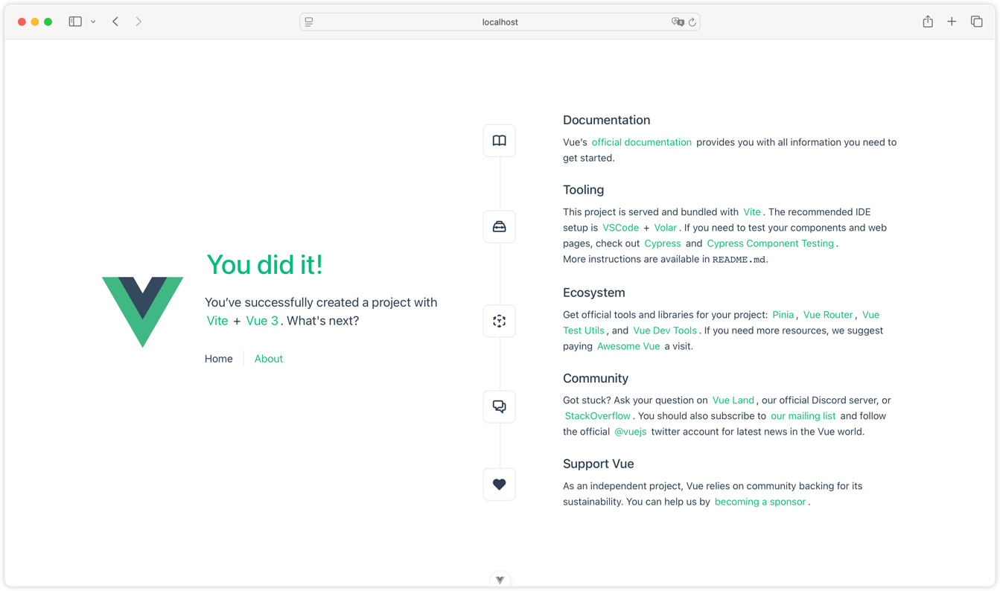 localhost
You did it!
You’ve successfully created a project with
Vite + Vue 3. What's next?
Home
About
Documentation
Vue’s official documentation provides you with all information you need to
get started.
Tooling
This project is served and bundled with Vite. The recommended IDE
setup is VSCode + Volar. If you need to test your components and web
pages, check out Cypress and Cypress Component Testing.
More instructions are available in README.md.
Ecosystem
Get official tools and libraries for your project: Pinia, Vue Router, Vue
Test Utils, and Vue Dev Tools. If you need more resources, we suggest
paying Awesome Vue a visit.
Community
Got stuck? Ask your question on Vue Land, our official Discord server, or
StackOverflow. You should also subscribe to our mailing list and follow
the official @vuejs twitter account for latest news in the Vue world.
Support Vue
As an independent project, Vue relies on community backing for its
sustainability. You can help us by becoming a sponsor.